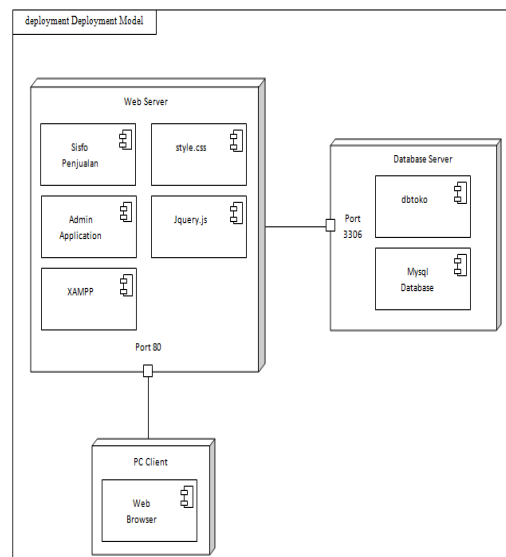 deployment Deployment Model
Web Server
Sisfo
Penjualan
style.css
Admin
Application
Jquery.js
XAMPP
Port 80
Database Server
dbtoko
Port
3306
Mysql
Database
PC Client
Web
Browser